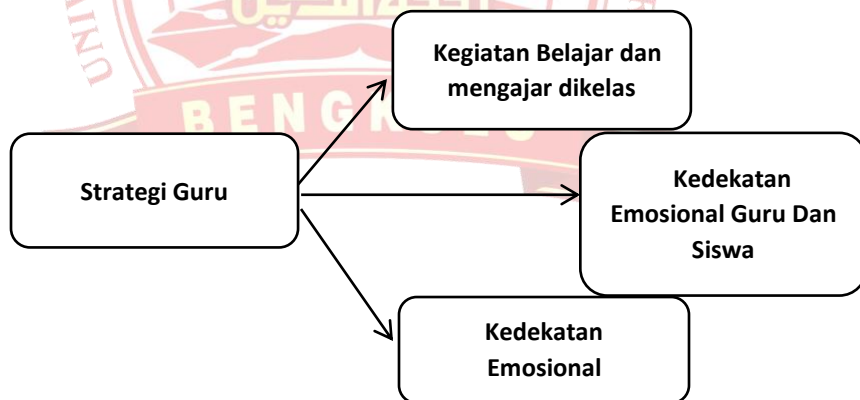 Kegiatan Belajar dan
mengajar dikelas
Strategi Guru
Kedekatan
Emosional Guru Dan
Siswa
Kedekatan
Emosional